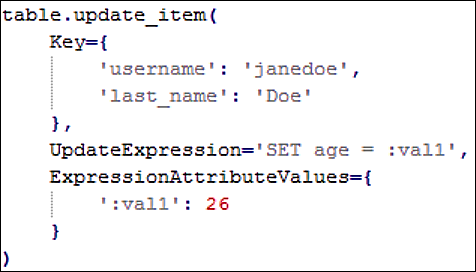 table.update_item(
    Key={
        'username': 'janedoe',
        'last_name': 'Doe'
    },
    UpdateExpression='SET age = :val1',
    ExpressionAttributeValues={
        ':val1': 26
    }
)